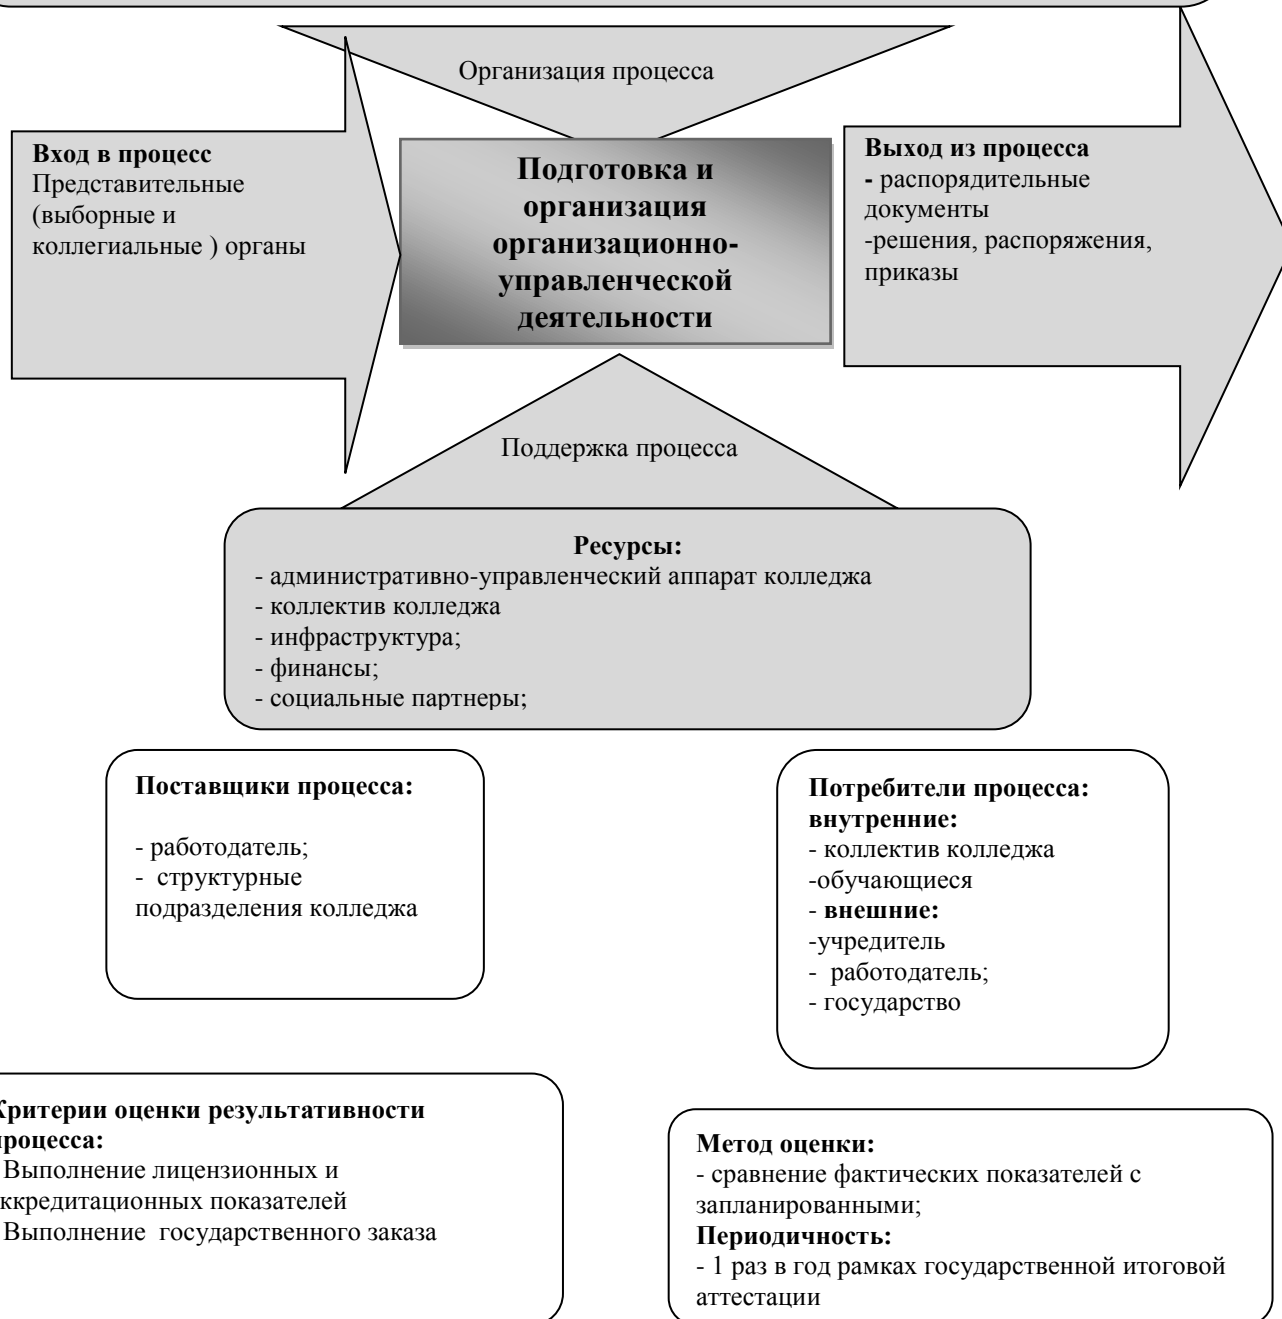 Организация процесса
Вход в процесс
Представительные
(выборные и
коллегиальные ) органы
Подготовка и
организация
организационно-
управленческой
деятельности
Выход из процесса
- распорядительные
документы
-решения, распоряжения,
приказы
Поддержка процесса
Ресурсы:
- административно-управленческий аппарат колледжа
- коллектив колледжа
- инфраструктура;
- финансы;
- социальные партнеры;
Поставщики процесса:
- работодатель;
- структурные
подразделения колледжа
Потребители процесса:
внутренние:
- коллектив колледжа
-обучающиеся
- внешние:
-учредитель
- работодатель;
- государство
Критерии оценки результативности
процесса:
Выполнение лицензионных и
ккредитационных показателей
Выполнение государственного заказа
Метод оценки:
- сравнение фактических показателей с
запланированными;
Периодичность:
- 1 раз в год рамках государственной итоговой
аттестации